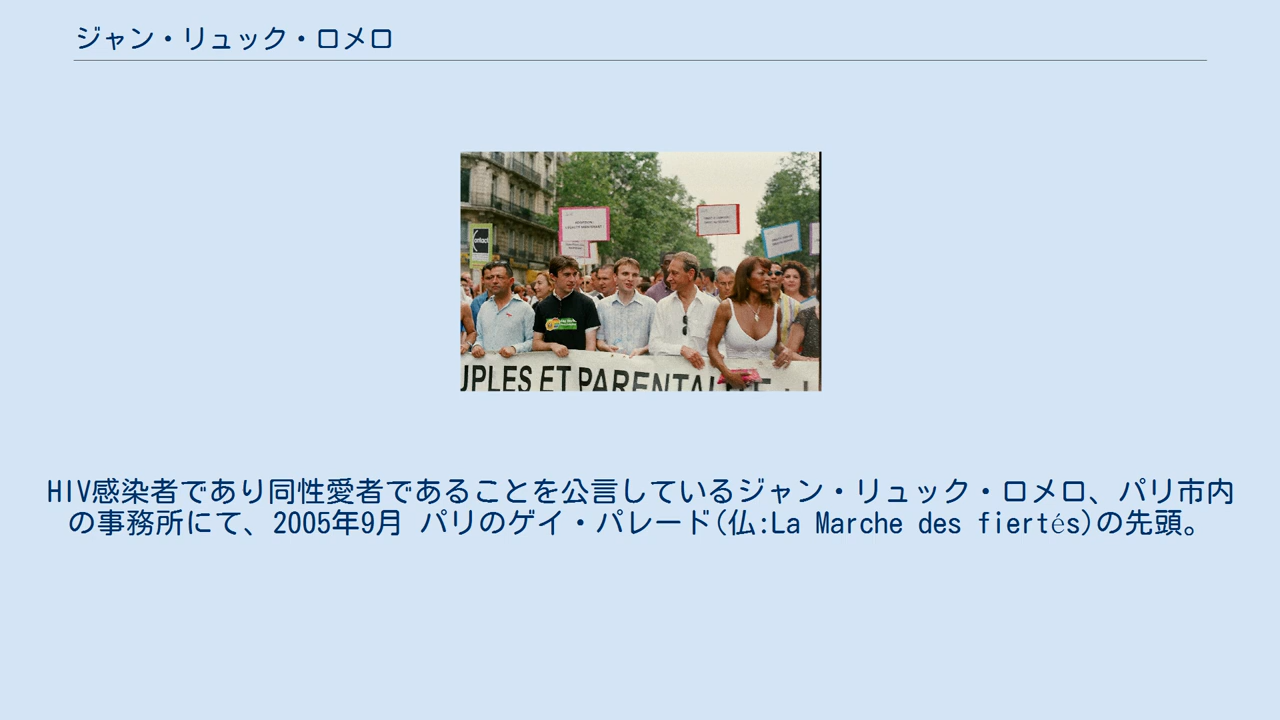 ジャン・リュック・ロメロ
contact
UPLES ET PARENTAL
HIV感染者であり同性愛者であることを公言しているジャン・リュック・ロメロ、パリ市内
の事務所にて、2005年9月 パリのゲイ・パレード(仏:La Marche des fiertés)の先頭。